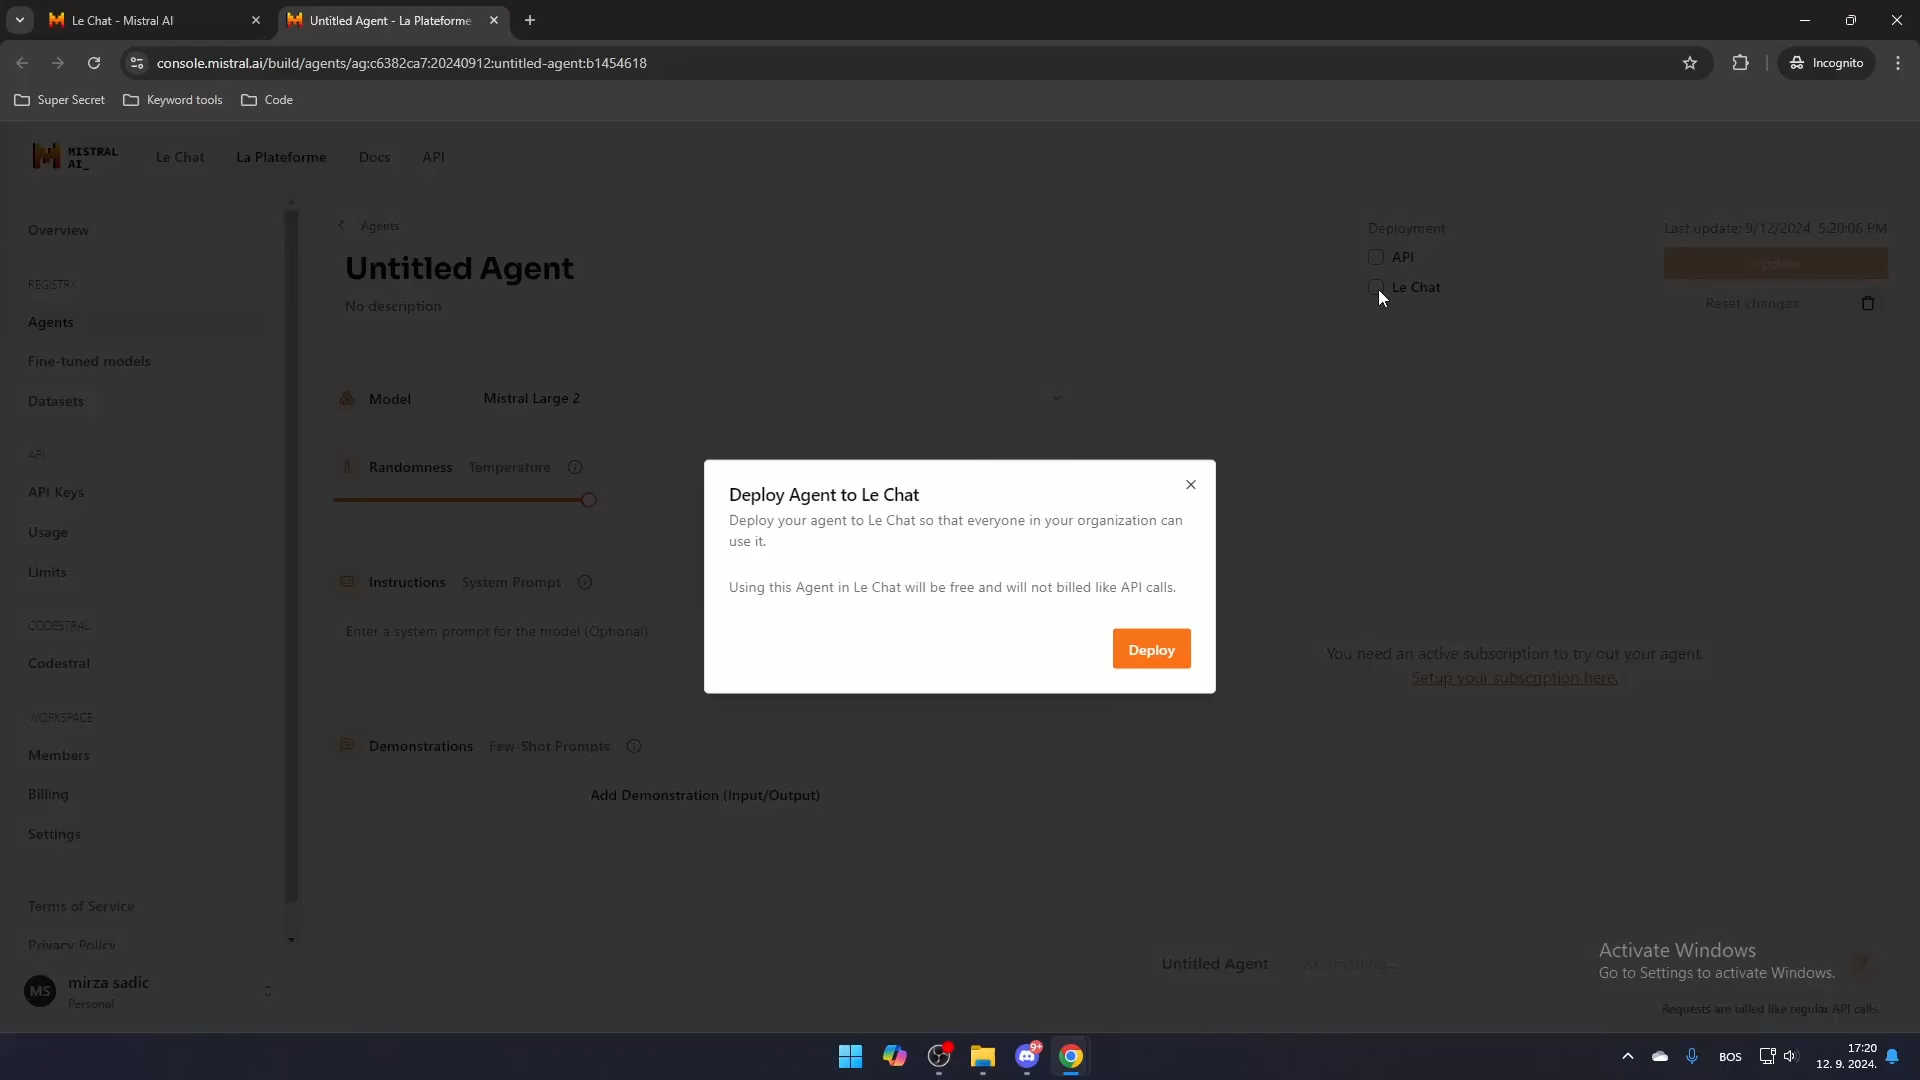 Le Chat - Mistral AI
Untitled Agent - La Plateforme
console.mistral.ai/build/agents/ag:c6382ca7:20240912:untitled-agent:b1454618
Incognito
Super Secret
Keyword tools
Code
MISTRAL
AI_
Le Chat
La Plateforme
Docs
API
Overview
REGISTRY
Agents
Fine-tuned models
Datasets
API
API Keys
Usage
Limits
CODESTRAL
Codestral
WORKSPACE
Members
Billing
Settings
Terms of Service
Privacy Policy
MS
mirza sadic
Personal
Agents
Untitled Agent
No description
Deployment
API
Le Chat
Last update: 9/12/2024, 5:20:06 PM
Update
Reset changes
Model
Mistral Large 2
Randomness
Temperature
Instructions
System Prompt
Enter a system prompt for the model (Optional)
Demonstrations
Few-Shot Prompts
Add Demonstration (Input/Output)
Deploy Agent to Le Chat
Deploy your agent to Le Chat so that everyone in your organization can
use it.
Using this Agent in Le Chat will be free and will not billed like API calls.
Deploy
You need an active subscription to try out your agent.
Setup your subscription here.
Untitled Agent
Activate Windows
Go to Settings to activate Windows.
Requests are billed like regular API calls.
9+
BOS
17:20
12. 9. 2024.